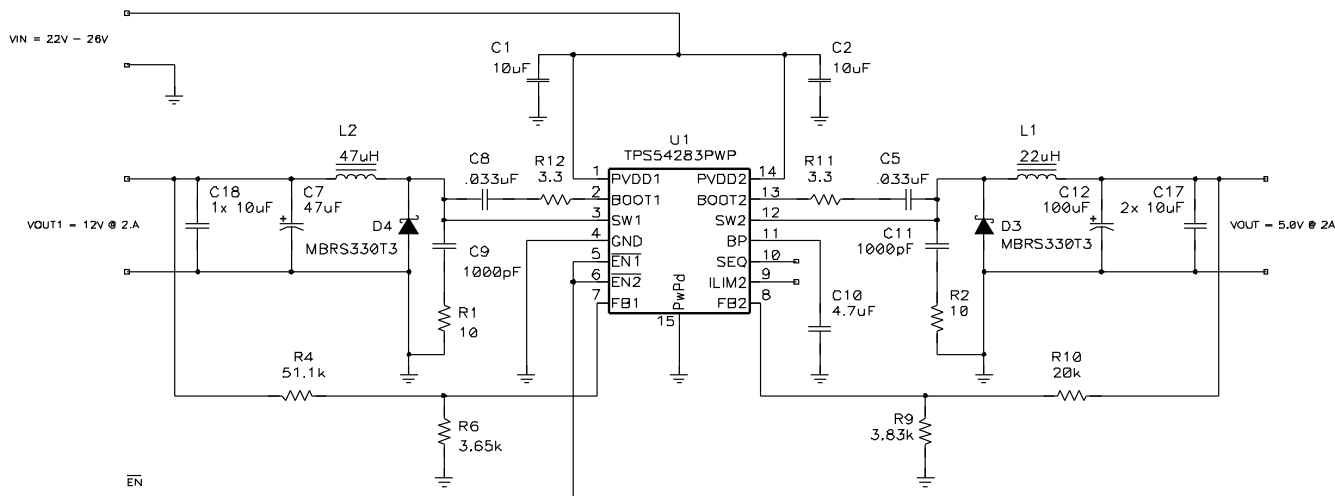 VIN = 22V - 26V
C1
10uF
C2
10uF
L2
47uH
C8
.033uF
R12
3.3
U1
TPS54283PWP
R11
3.3
C5
.033uF
L1
22uH
1 PVDD1 PVDD2 14
2 BOOT1 BOOT2 13
3 SW1 SW2 12
4 GND BP 11
5 EN1 SEQ 10
6 EN2 ILIM2 9
7 FB1 FB2 8
PwPd
15
C18
1x 10uF
C7
47uF
D4
MBRS330T3
VOUT1 = 12V @ 2.A
C9
1000pF
R1
10
C11
1000pF
D3
MBRS330T3
C12
100uF
C17
2x 10uF
VOUT = 5.0V @ 2A
R2
10
C10
4.7uF
R4
51.1k
R10
20k
R6
3.65k
R9
3.83k
EN